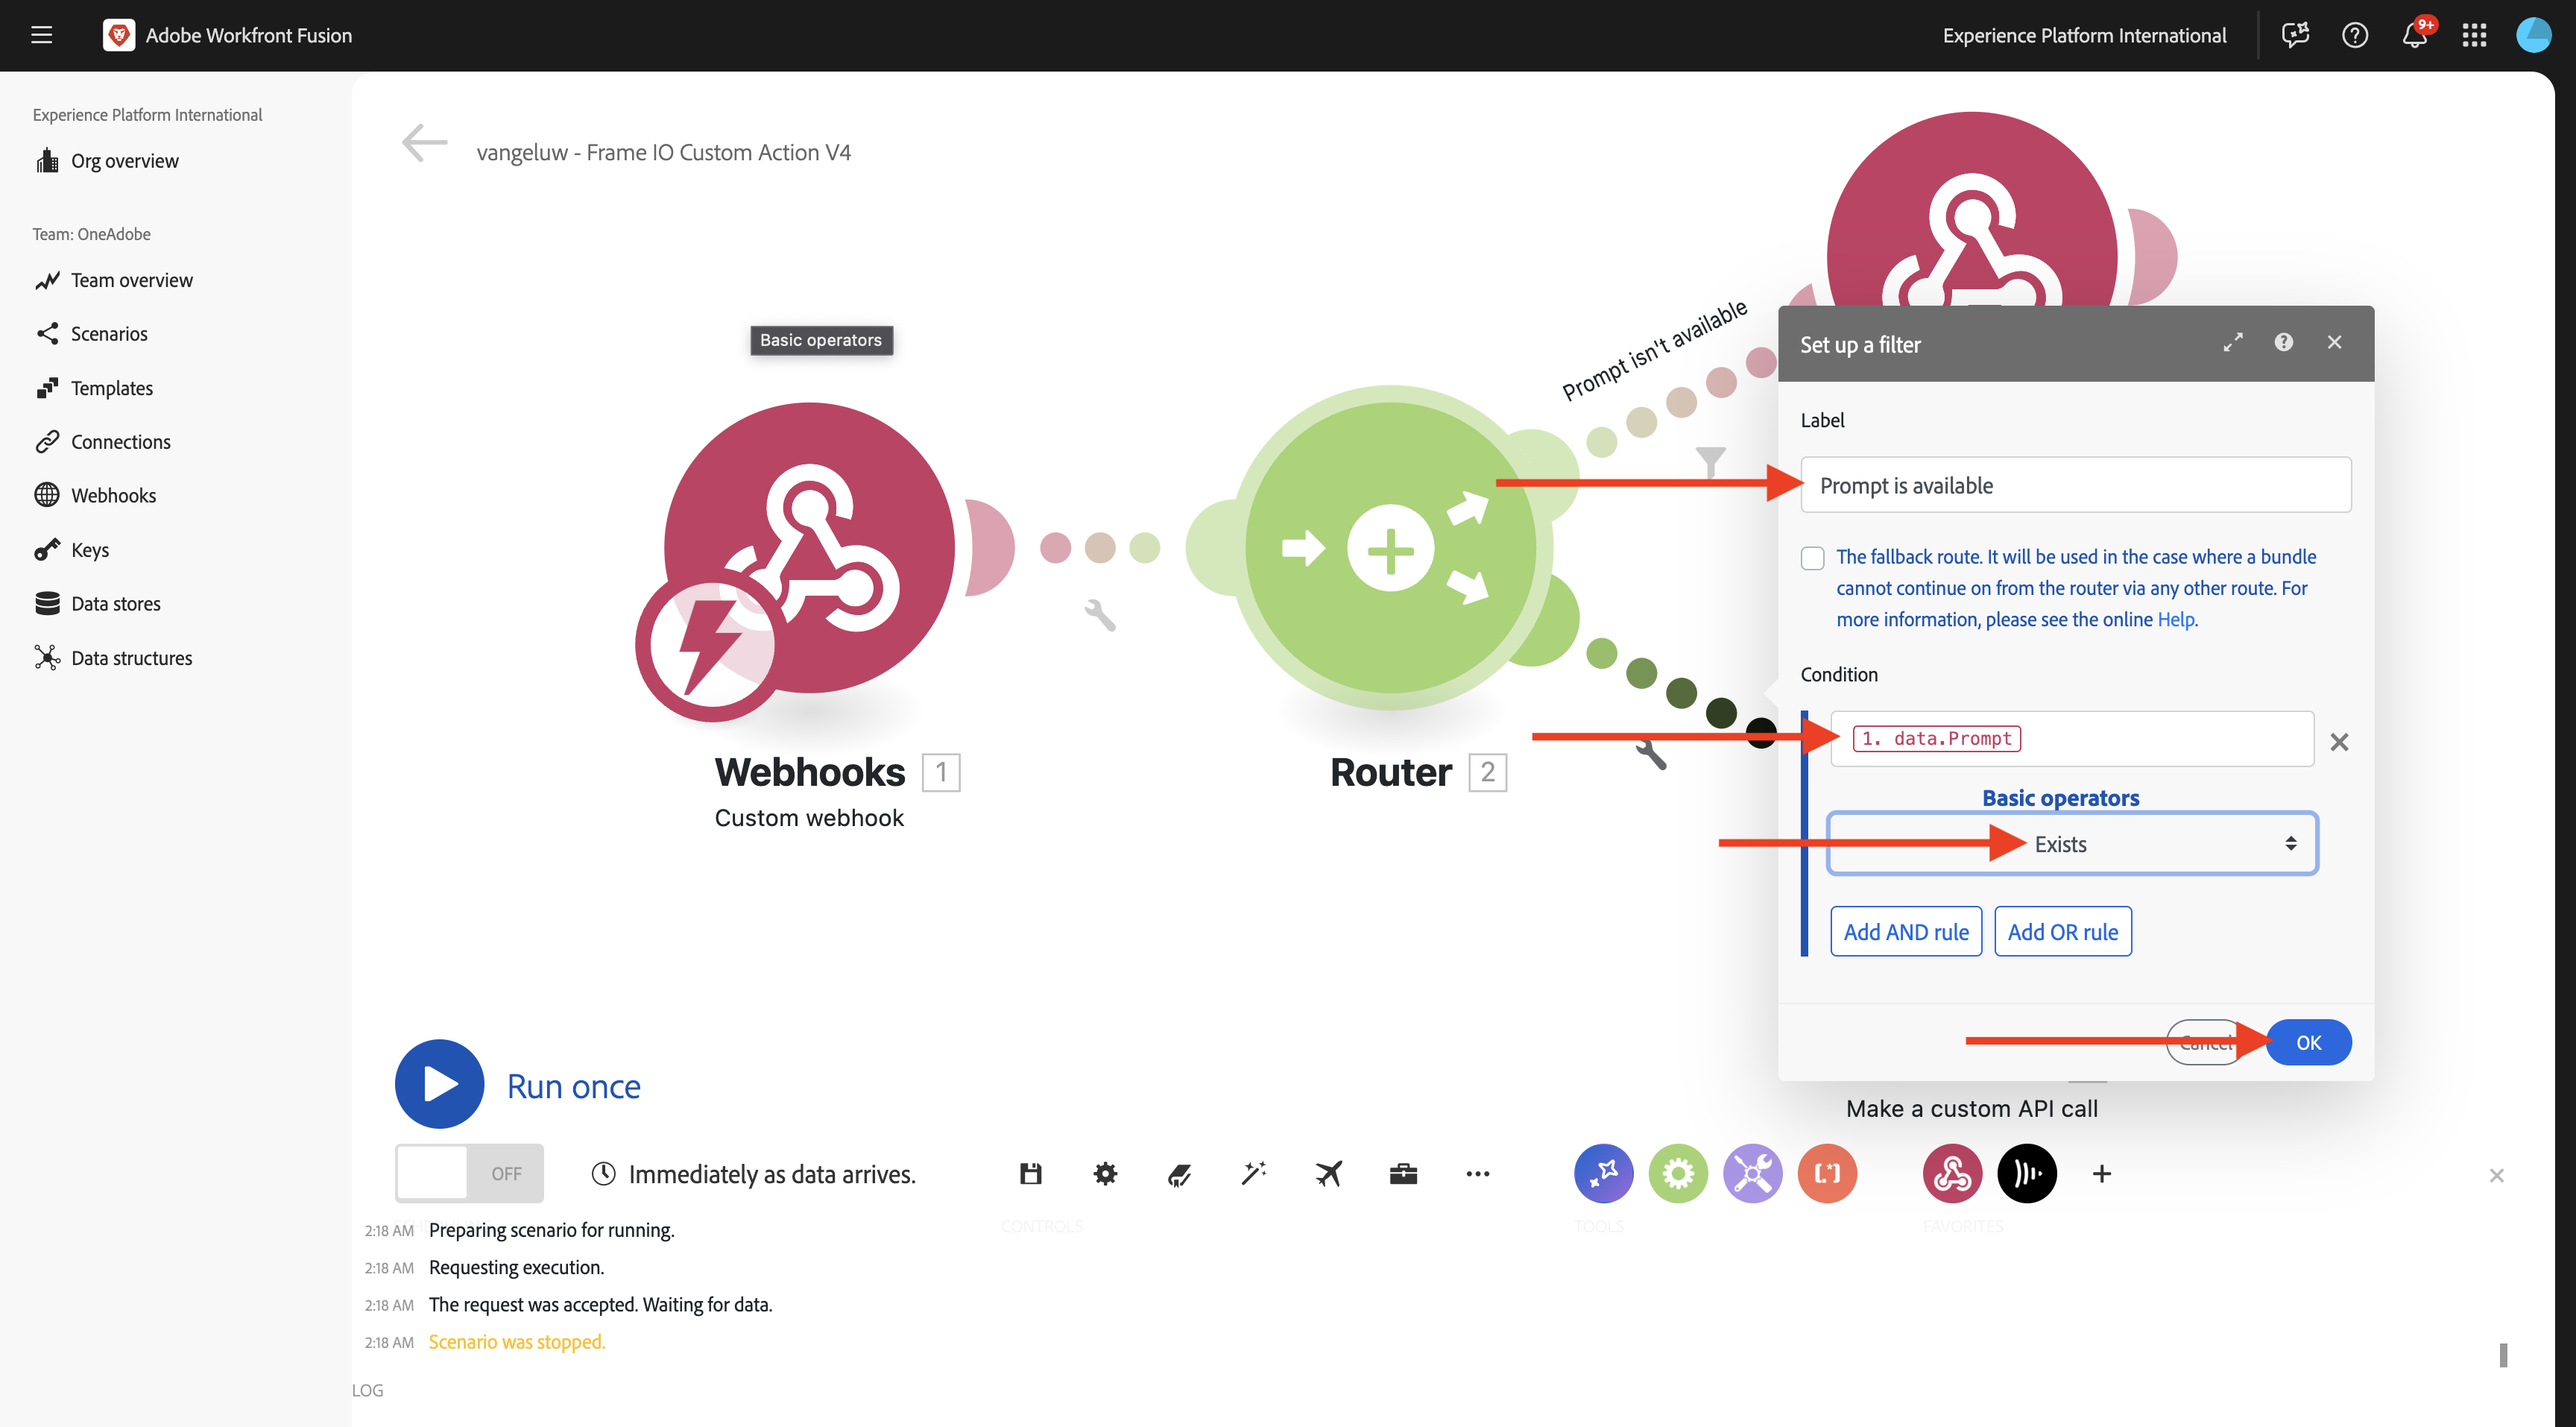 Adobe Workfront Fusion
Experience Platform International
9+
Experience Platform International
Org overview
Team: OneAdobe
Team overview
Scenarios
Templates
Connections
Webhooks
Keys
Data stores
Data structures
vangeluw - Frame IO Custom Action V4
Basic operators
Prompt isn't available
Webhooks 1
Custom webhook
Router 2
Set up a filter
Label
Prompt is available
The fallback route. It will be used in the case where a bundle
cannot continue on from the router via any other route. For
more information, please see the online Help.
Condition
1. data.Prompt
Basic operators
Exists
Add AND rule
Add OR rule
Cancel
OK
Make a custom API call
Run once
OFF
Immediately as data arrives.
CONTROLS
TOOLS
FAVORITES
2:18 AM Preparing scenario for running.
2:18 AM Requesting execution.
2:18 AM The request was accepted. Waiting for data.
2:18 AM Scenario was stopped.
LOG